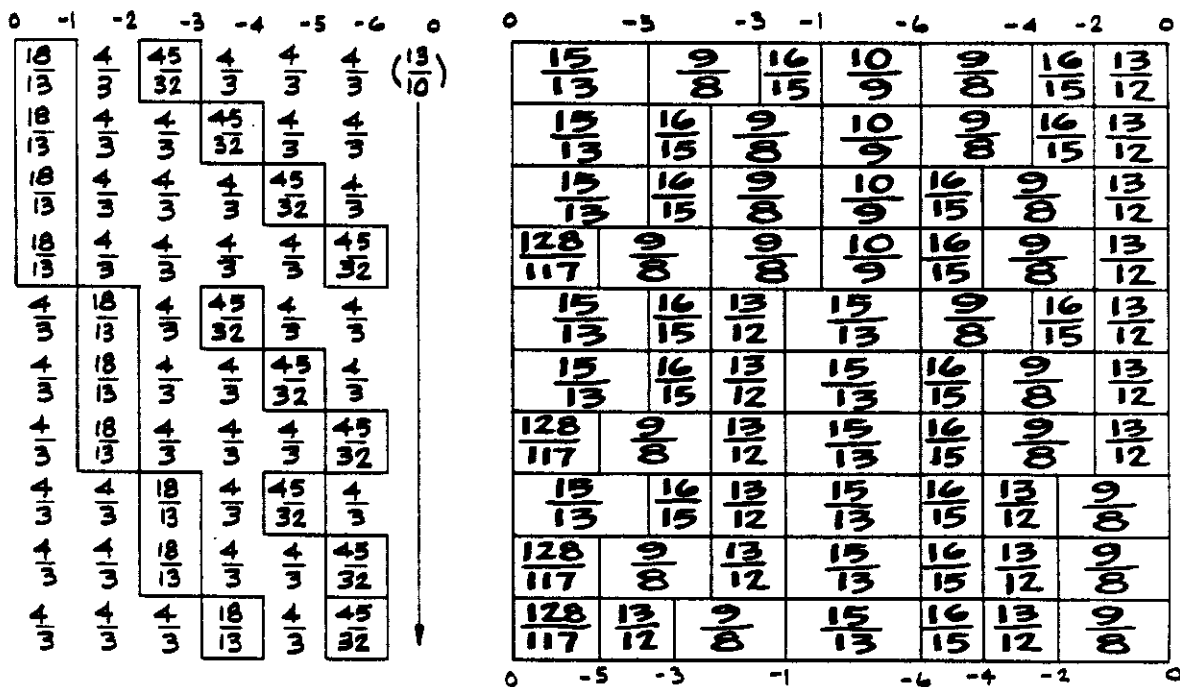 0 -1 -2 -3 -4 -5 -6 0
18/13 4/3 45/32 4/3 4/3 4/3 (13/10)
18/13 4/3 4/3 45/32 4/3 4/3
18/13 4/3 4/3 4/3 45/32 4/3
18/13 4/3 4/3 4/3 4/3 45/32
4/3 18/13 4/3 45/32 4/3 4/3
4/3 18/13 4/3 4/3 45/32 4/3
4/3 18/13 4/3 4/3 4/3 45/32
4/3 4/3 18/13 4/3 45/32 4/3
4/3 4/3 18/13 4/3 4/3 45/32
4/3 4/3 4/3 18/13 4/3 45/32
0 -5 -3 -1 -6 -4 -2 0
15/13 9/8 16/15 10/9 9/8 16/15 13/12
15/13 16/15 9/8 10/9 9/8 16/15 13/12
15/13 16/15 9/8 10/9 16/15 9/8 13/12
128/117 9/8 9/8 10/9 16/15 9/8 13/12
15/13 16/15 13/12 15/13 9/8 16/15 13/12
15/13 16/15 13/12 15/13 16/15 9/8 13/12
128/117 9/8 13/12 15/13 16/15 9/8 13/12
15/13 16/15 13/12 15/13 16/15 13/12 9/8
128/117 9/8 13/12 15/13 16/15 13/12 9/8
128/117 13/12 9/8 15/13 16/15 13/12 9/8
0 -5 -3 -1 -6 -4 -2 0